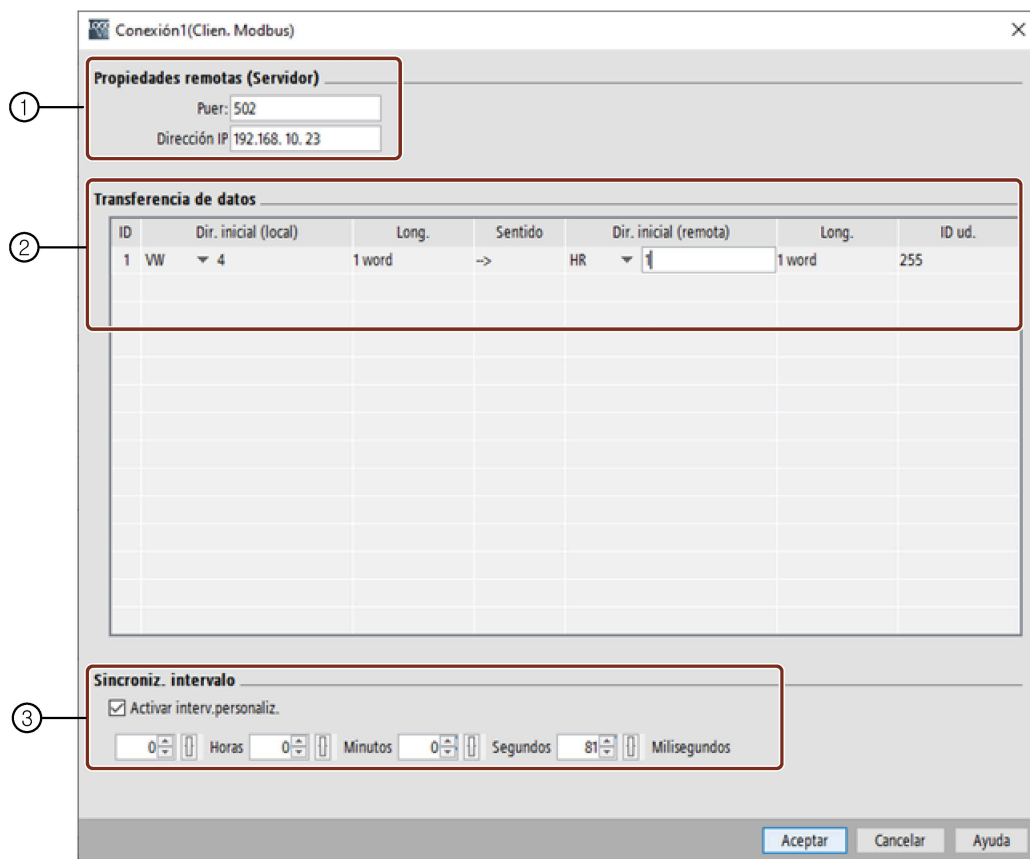 Conexión1(Clien. Modbus)
Propiedades remotas (Servidor)
1
Puer: 502
Dirección IP 192.168. 10. 23
Transferencia de datos
2
ID Dir. inicial (local) Long. Sentido Dir. inicial (remota) Long. ID ud.
1 VW 4 1 word --> HR 1 1 word 255
Sincroniz. intervalo
Activar interv.personaliz.
3
0 Horas 0 Minutos 0 Segundos 81 Milisegundos
Aceptar Cancelar Ayuda